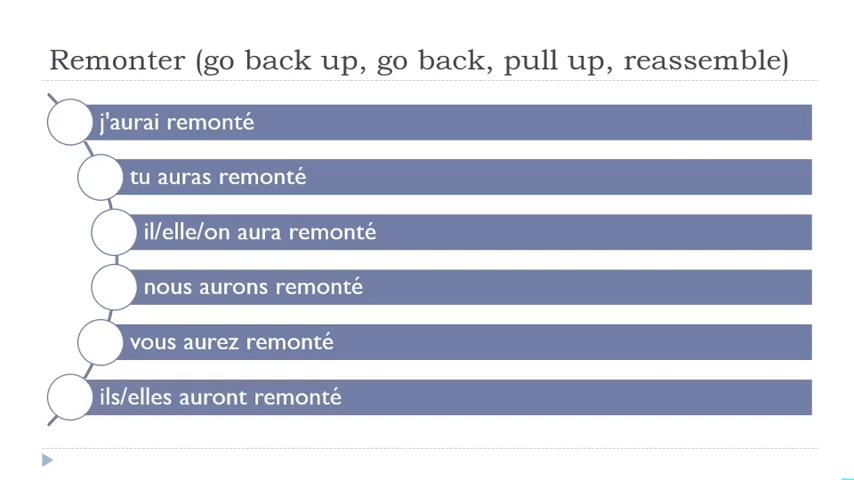 Remonter (go back up, go back, pull up, reassemble)
j'aurai remonté
tu auras remonté
il/elle/on aura remonté
nous aurons remonté
vous aurez remonté
ils/elles auront remonté